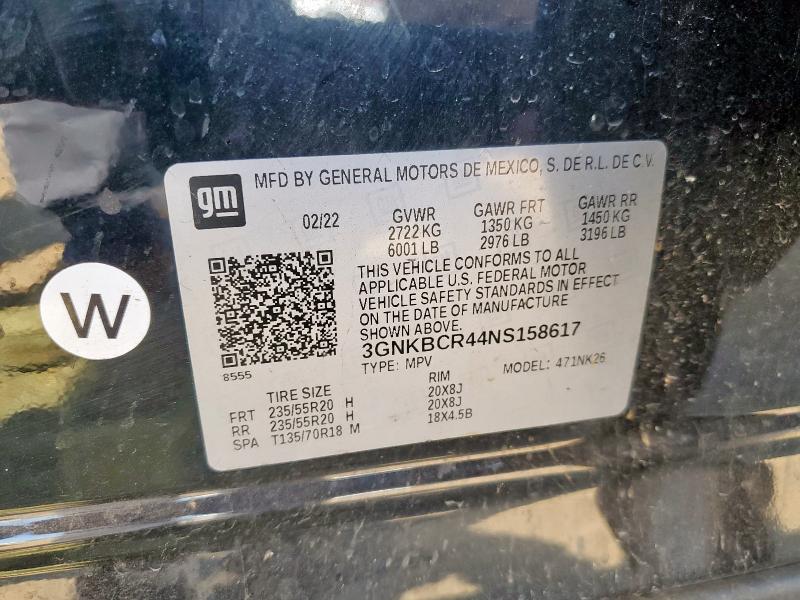 gm MFD BY GENERAL MOTORS DE MEXICO, S. DE R.L. DE C.V.
02/22 GVWR GAWR FRT GAWR RR
2722 KG 1350 KG 1450 KG
6001 LB 2976 LB 3196 LB
THIS VEHICLE CONFORMS TO ALL
APPLICABLE U.S. FEDERAL MOTOR
VEHICLE SAFETY STANDARDS IN EFFECT
ON THE DATE OF MANUFACTURE
SHOWN ABOVE.
3GNKBCR44NS158617
TYPE: MPV MODEL: 471NK26
8555
W
TIRE SIZE RIM
FRT 235/55R20 H 20X8J
RR 235/55R20 H 20X8J
SPA T135/70R18 M 18X4.5B